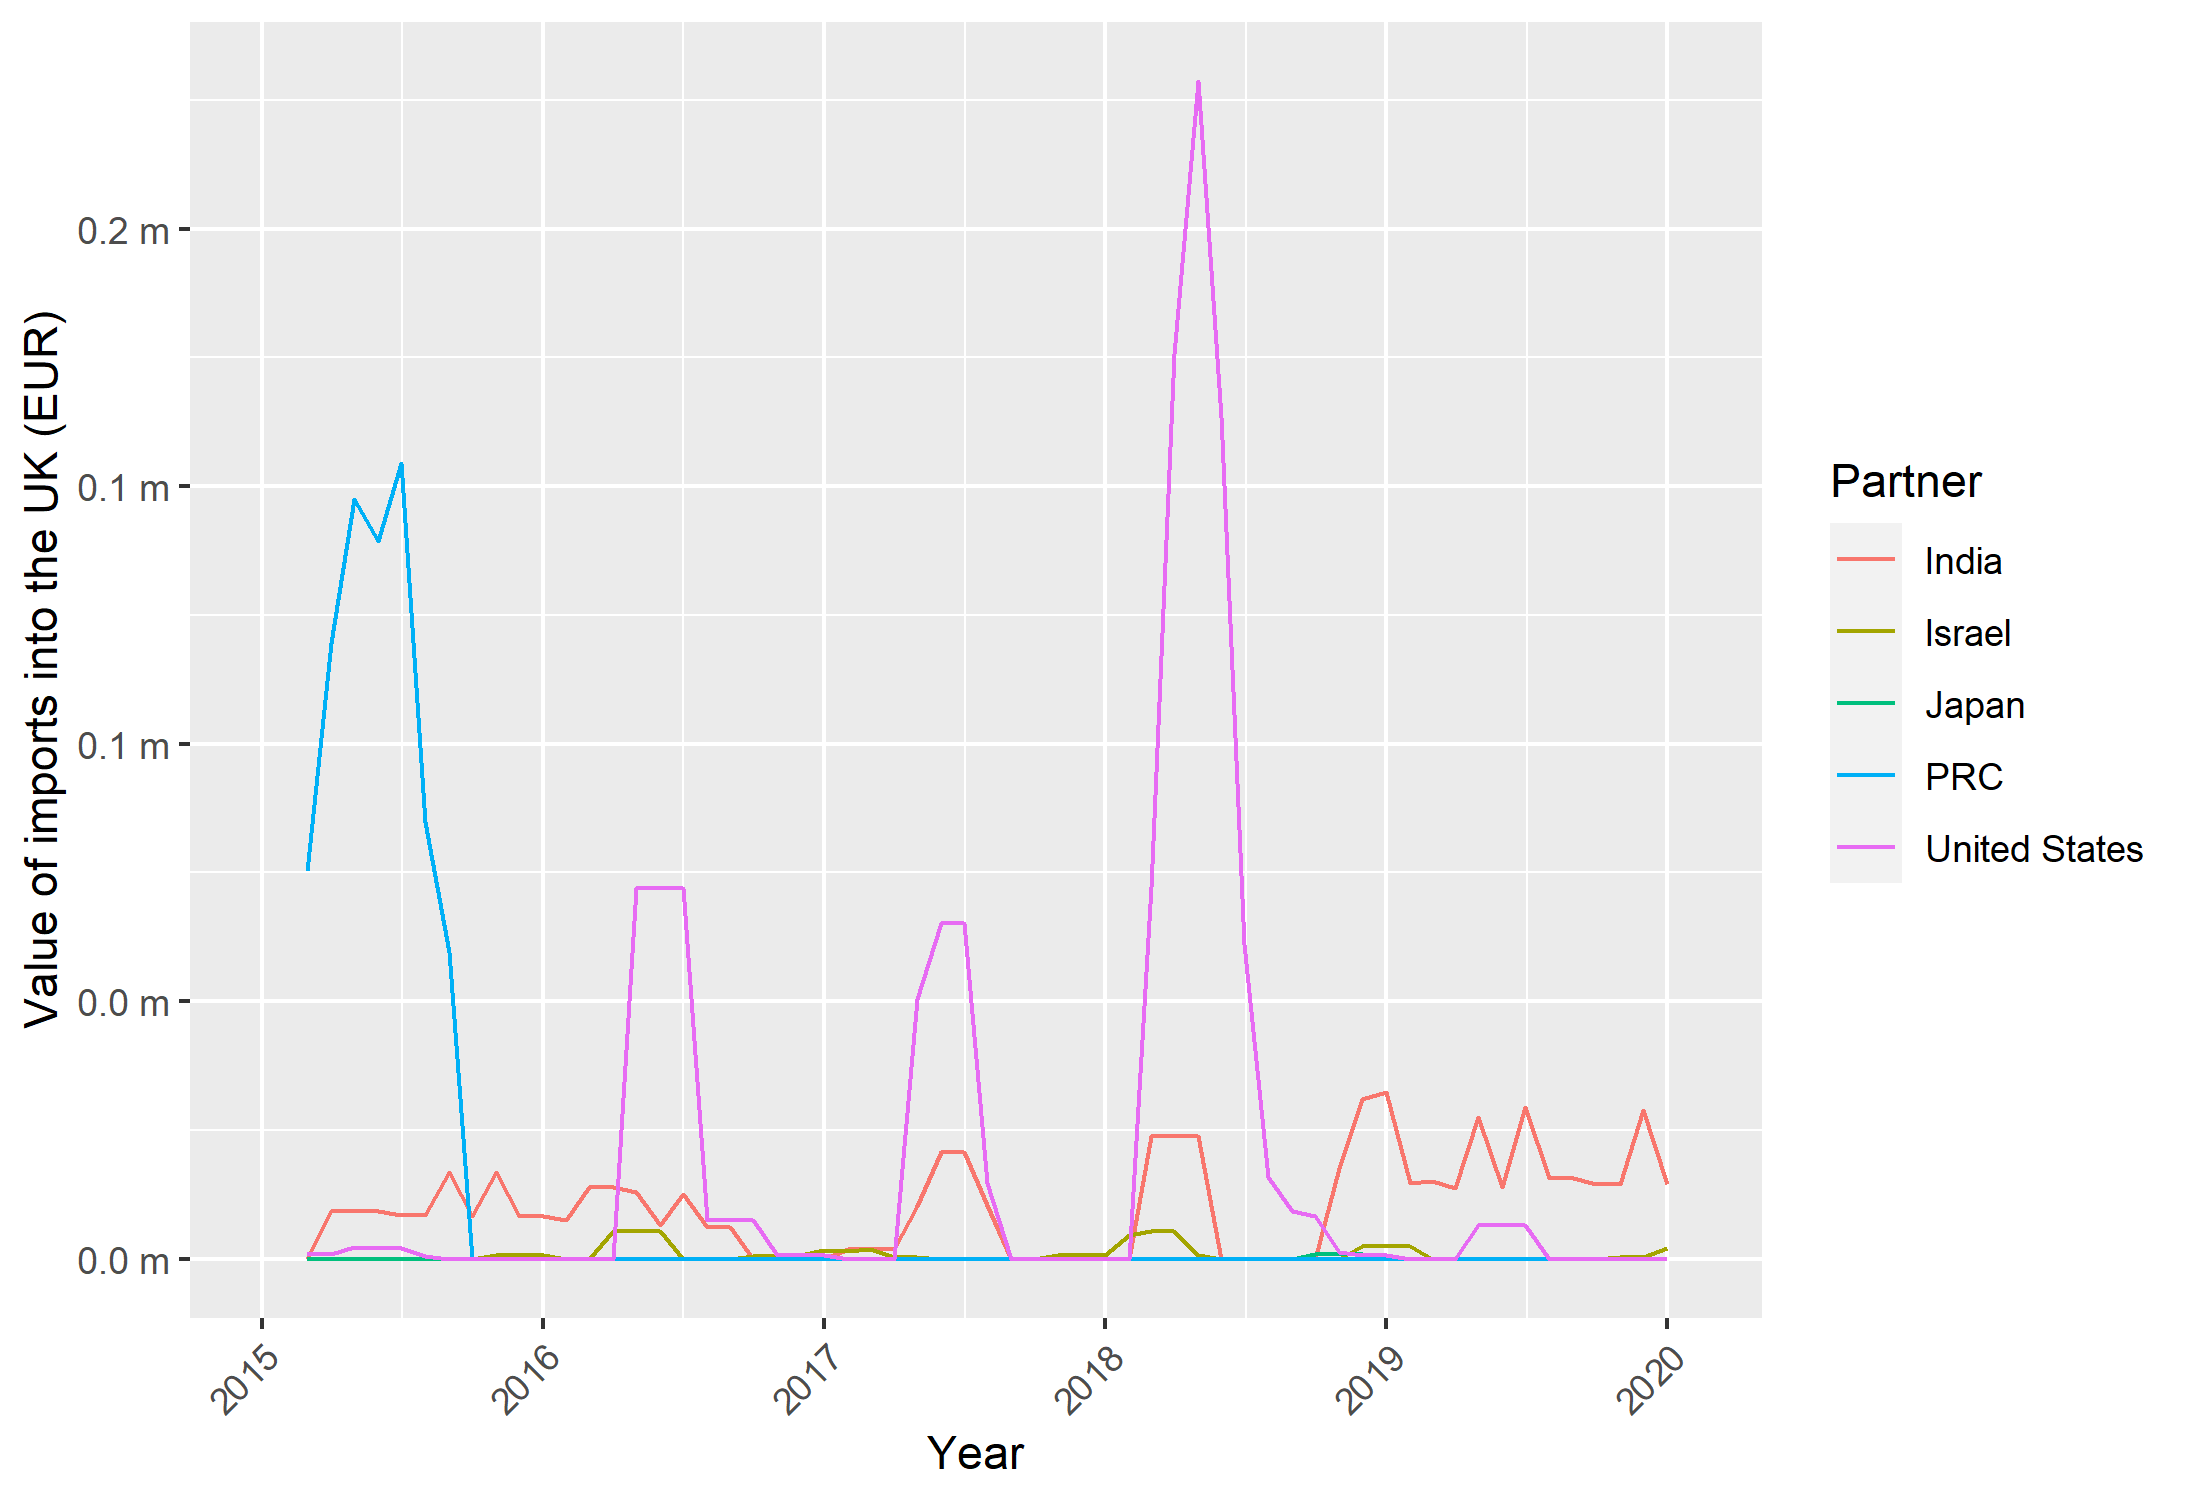 Value of imports into the UK (EUR)
0.2 m
0.1 m
0.1 m
0.0 m
0.0 m
2015
2016
2017
2018
2019
2020
Year
Partner
India
Israel
Japan
PRC
United States